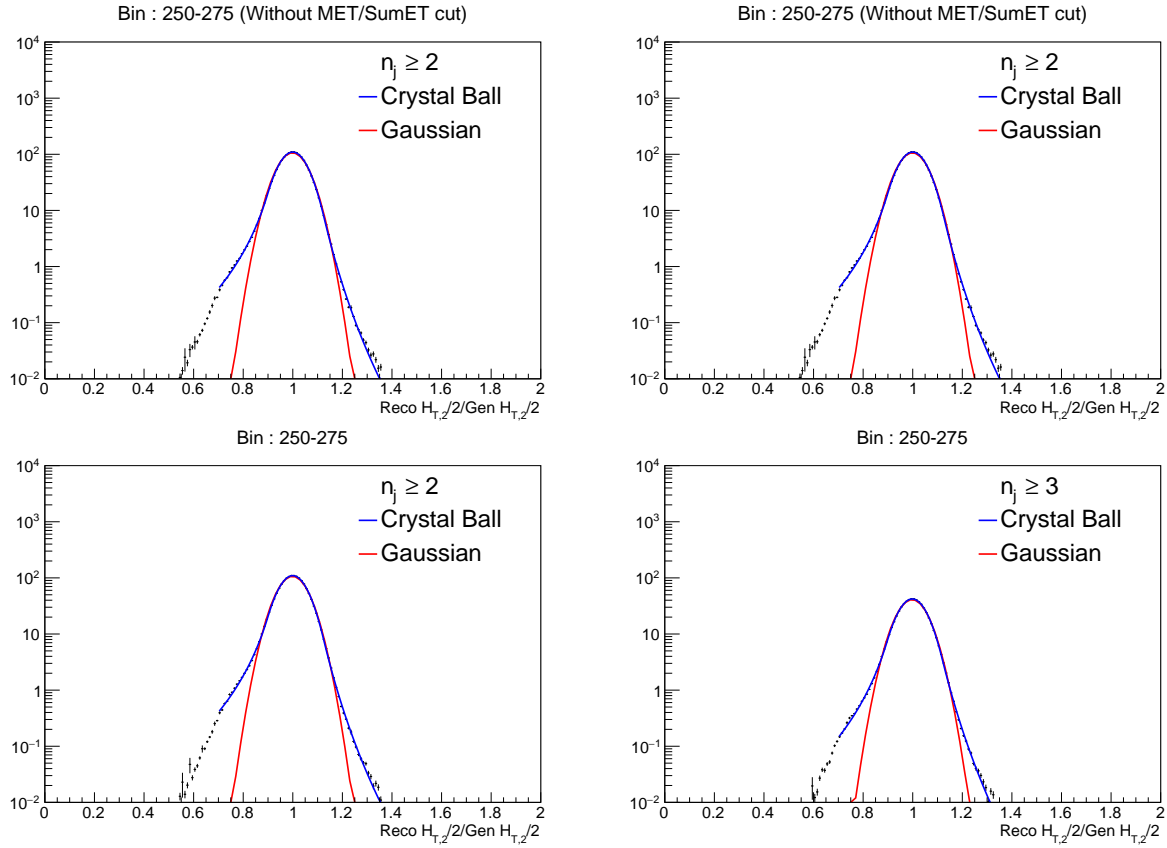 Bin : 250-275 (Without MET/SumET cut)
10^4
10^3
10^2
10
1
10^−1
10^−2
n_j ≥ 2
Crystal Ball
Gaussian
0 0.2 0.4 0.6 0.8 1 1.2 1.4 1.6 1.8 2
Reco H_T,2/2/Gen H_T,2/2
Bin : 250-275 (Without MET/SumET cut)
10^4
10^3
10^2
10
1
10^−1
10^−2
n_j ≥ 2
Crystal Ball
Gaussian
0 0.2 0.4 0.6 0.8 1 1.2 1.4 1.6 1.8 2
Reco H_T,2/2/Gen H_T,2/2
Bin : 250-275
10^4
10^3
10^2
10
1
10^−1
10^−2
n_j ≥ 2
Crystal Ball
Gaussian
0 0.2 0.4 0.6 0.8 1 1.2 1.4 1.6 1.8 2
Reco H_T,2/2/Gen H_T,2/2
Bin : 250-275
10^4
10^3
10^2
10
1
10^−1
10^−2
n_j ≥ 3
Crystal Ball
Gaussian
0 0.2 0.4 0.6 0.8 1 1.2 1.4 1.6 1.8 2
Reco H_T,2/2/Gen H_T,2/2